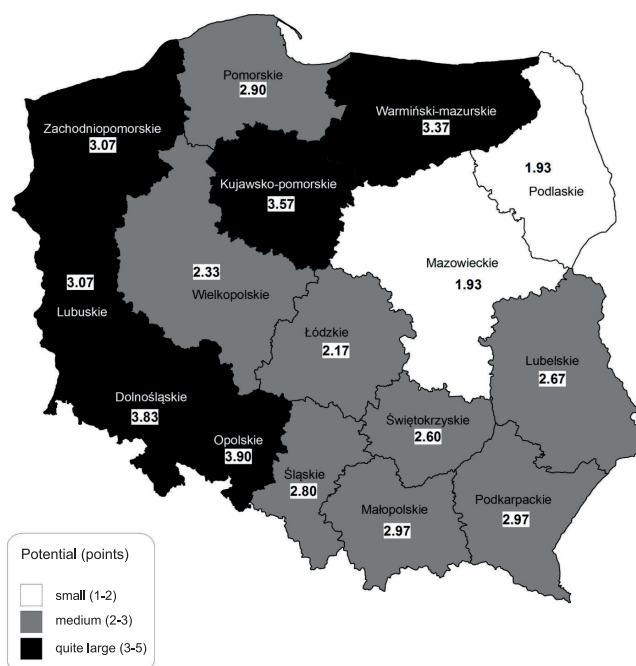 Pomorskie
2.90
Warmiński-mazurskie
3.37
Zachodniopomorskie
3.07
1.93
Podlaskie
Kujawsko-pomorskie
3.57
Mazowieckie
1.93
2.33
Wielkopolskie
3.07
Lubuskie
Łódzkie
2.17
Lubelskie
2.67
Dolnośląskie
3.83
Świętokrzyskie
2.60
Opolskie
3.90
Śląskie
2.80
Małopolskie
2.97
Podkarpackie
2.97
Potential (points)
small (1-2)
medium (2-3)
quite large (3-5)